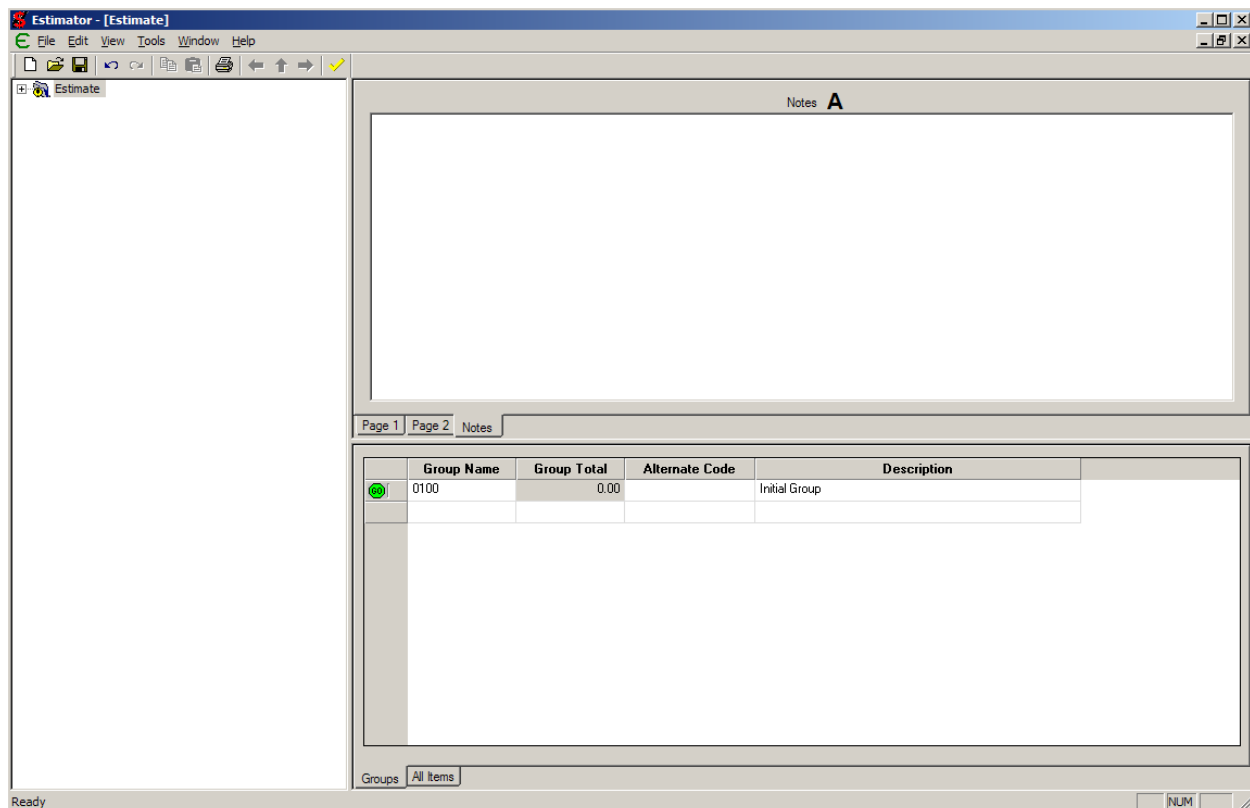 Estimator - [Estimate]
File Edit View Tools Window Help
Estimate
Notes A
Page 1 Page 2 Notes
Group Name Group Total Alternate Code Description
GO 0100 0.00 Initial Group
Groups All Items
Ready NUM